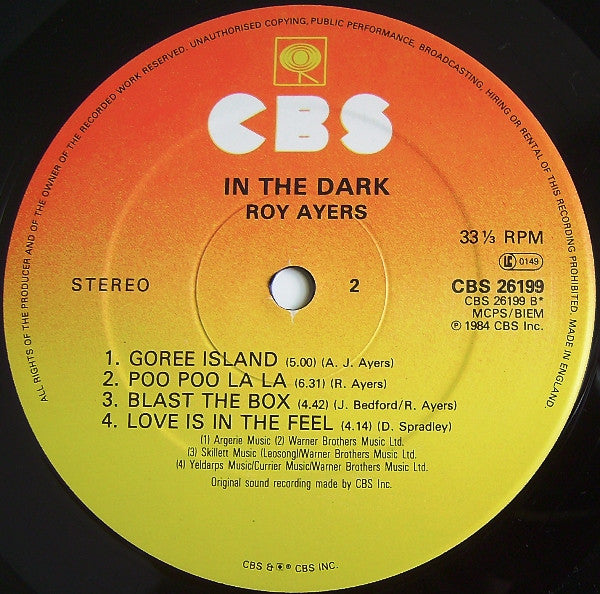 ALL RIGHTS OF THE PRODUCER AND OF THE OWNER OF THE RECORDED WORK RESERVED. UNAUTHORISED COPYING, PUBLIC PERFORMANCE, BROADCASTING, HIRING OR RENTAL OF THIS RECORDING PROHIBITED. MADE IN ENGLAND.
CBS
IN THE DARK
ROY AYERS
33⅓ RPM
LC 0149
STEREO
2
CBS 26199
CBS 26199 B*
MCPS/BIEM
℗ 1984 CBS Inc.
1. GOREE ISLAND (5.00) (A. J. Ayers)
2. POO POO LA LA (6.31) (R. Ayers)
3. BLAST THE BOX (4.42) (J. Bedford/R. Ayers)
4. LOVE IS IN THE FEEL (4.14) (D. Spradley)
(1) Argerie Music (2) Warner Brothers Music Ltd.
(3) Skillett Music (Leosong)/Warner Brothers Music Ltd.
(4) Yeldarps Music/Currier Music/Warner Brothers Music Ltd.
Original sound recording made by CBS Inc.
CBS & ® CBS INC.